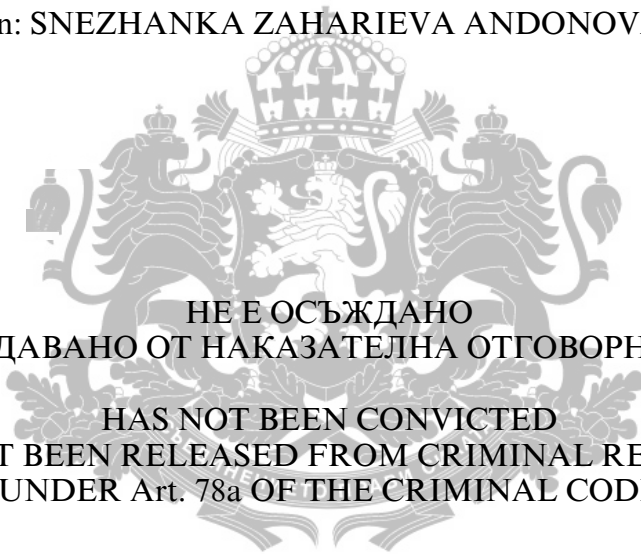 n: SNEZHANKA ZAHARIEVA ANDONOVA
НЕ Е ОСЪЖДАНО
ДАВАНО ОТ НАКАЗАТЕЛНА ОТГОВОРН
HAS NOT BEEN CONVICTED
T BEEN RELEASED FROM CRIMINAL RE
UNDER Art. 78a OF THE CRIMINAL COD